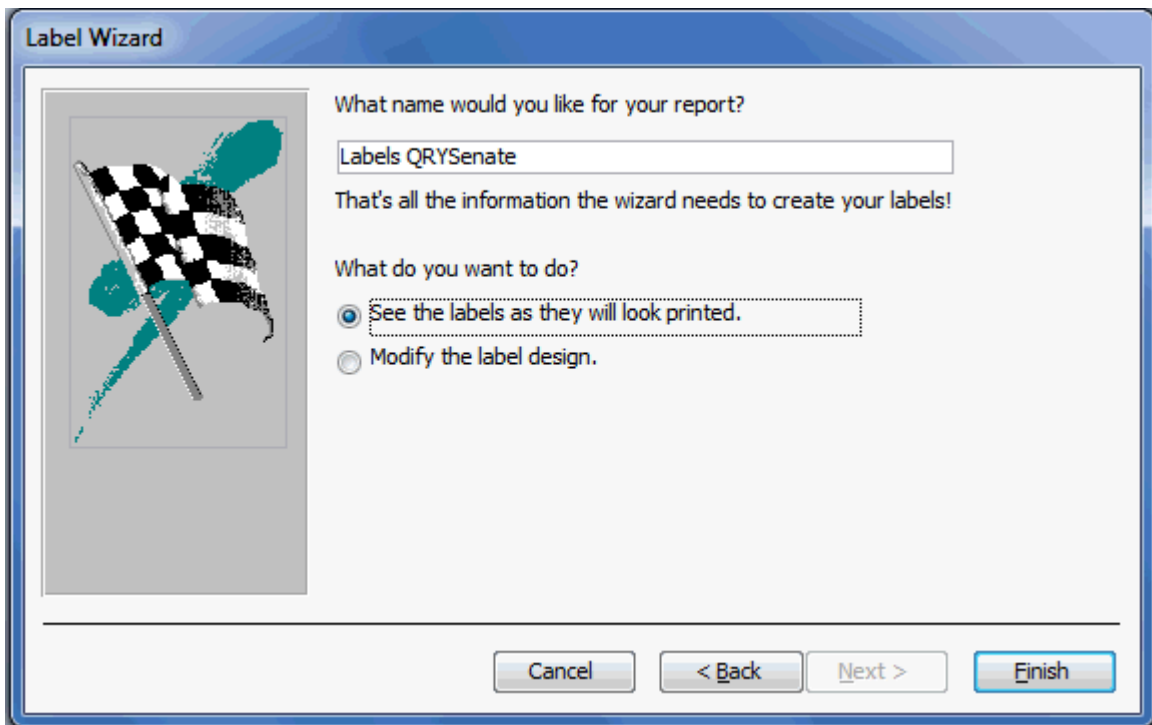 Label Wizard
What name would you like for your report?
Labels QRYSenate
That's all the information the wizard needs to create your labels!
What do you want to do?
See the labels as they will look printed.
Modify the label design.
Cancel
< Back
Next >
Finish